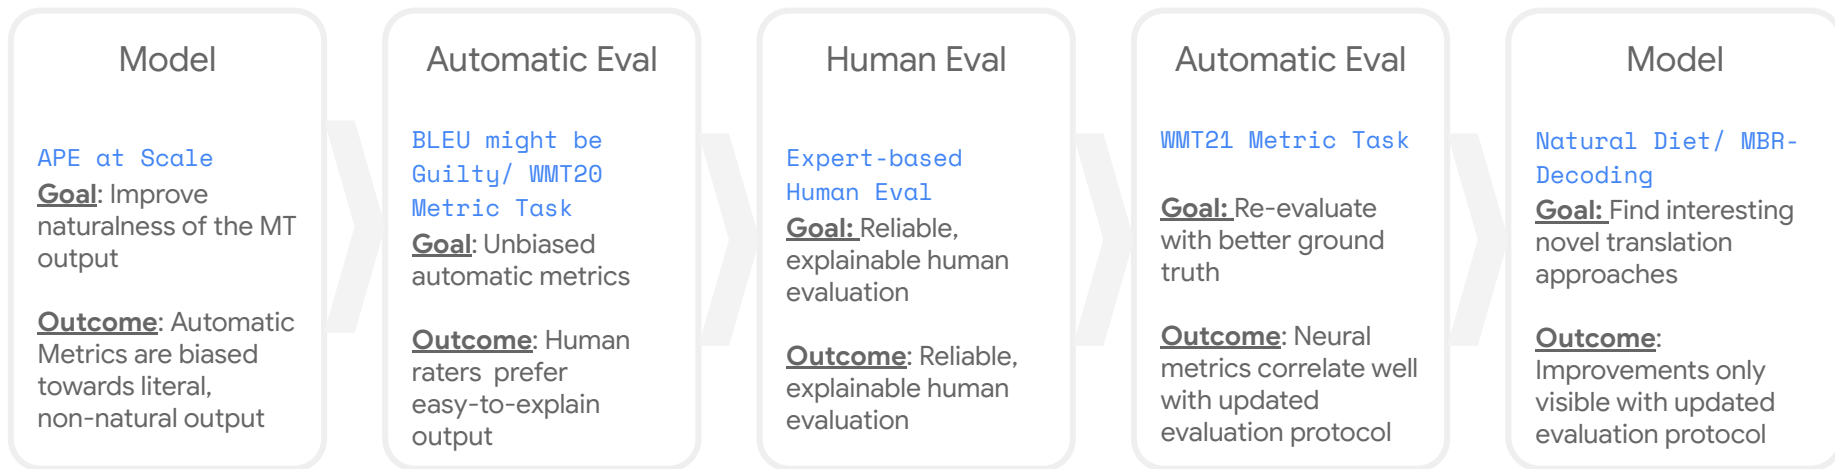 Model
APE at Scale
Goal: Improve
naturalness of the MT
output
Outcome: Automatic
Metrics are biased
towards literal,
non-natural output
Automatic Eval
BLEU might be
Guilty/ WMT20
Metric Task
Goal: Unbiased
automatic metrics
Outcome: Human
raters prefer
easy-to-explain
output
Human Eval
Expert-based
Human Eval
Goal: Reliable,
explainable human
evaluation
Outcome: Reliable,
explainable human
evaluation
Automatic Eval
WMT21 Metric Task
Goal: Re-evaluate
with better ground
truth
Outcome: Neural
metrics correlate well
with updated
evaluation protocol
Model
Natural Diet/ MBR-
Decoding
Goal: Find interesting
novel translation
approaches
Outcome:
Improvements only
visible with updated
evaluation protocol